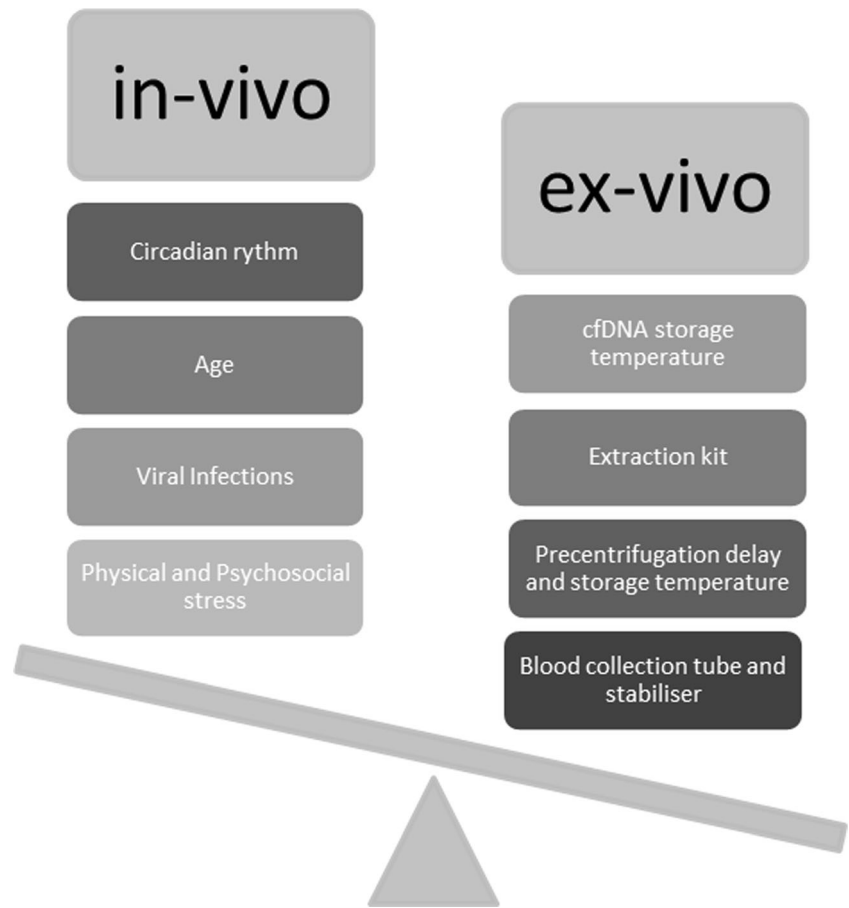 in-vivo
Circadian rythm
Age
Viral Infections
Physical and Psychosocial
stress
ex-vivo
cfDNA storage
temperature
Extraction kit
Precentrifugation delay
and storage temperature
Blood collection tube and
stabiliser